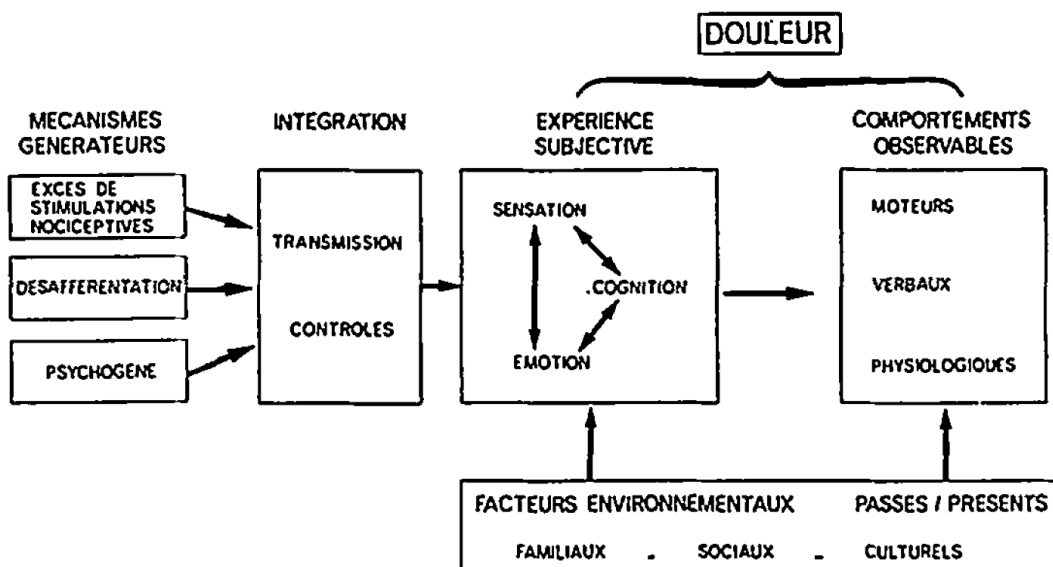 DOULEUR
MECANISMES
GENERATEURS
INTEGRATION
EXPERIENCE
SUBJECTIVE
COMPORTEMENTS
OBSERVABLES
EXCES DE
STIMULATIONS
NOCICEPTIVES
DESAFFERENTATION
PSYCHOGENE
TRANSMISSION
CONTROLES
SENSATION
.COGNITION
EMOTION
MOTEURS
VERBAUX
PHYSIOLOGIQUES
FACTEURS ENVIRONNEMENTAUX PASSES / PRESENTS
FAMILIAUX - SOCIAUX - CULTURELS